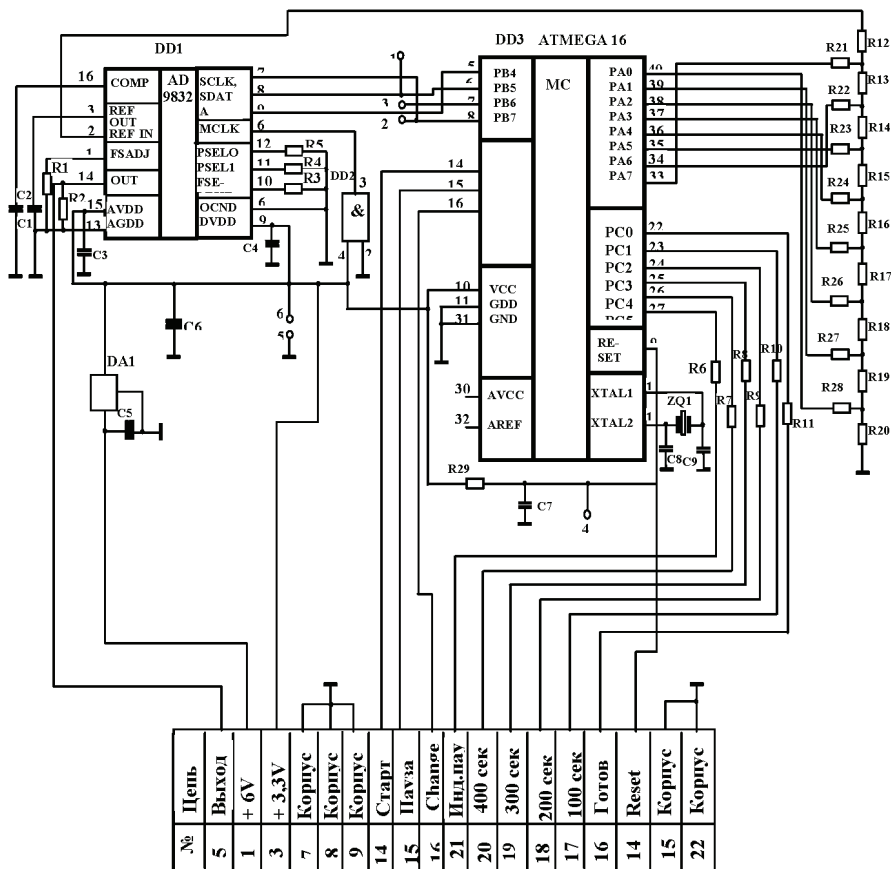 DD1
16 COMP
3 REF OUT
2 REF IN
1 FSADJ
14 OUT
15 AVDD
13 AGDD
AD 9832
SCLK, 7
SDAT 8
A 9
MCLK 6
PSELO 12 R5
PSEL1 11 R4
FSE- 10 R3
OCND 6
DVDD 9
R1
R2
C2
C1
C3
C4
DD2
3
&
4
C6
6
5
DA1
C5
DD3 ATMEGA 16
MC
1
3
2
5 PB4
6 PB5
7 PB6
8 PB7
14
15
16
10 VCC
11 GDD
31 GND
30 AVCC
32 AREF
PA0 40
PA1 39
PA2 38
PA3 37
PA4 36
PA5 35
PA6 34
PA7 33
PC0 22
PC1 23
PC2 24
PC3 25
PC4 26
PC5 27
RE-SET 9
XTAL1 1
XTAL2 1
ZQ1
C8 C9
R29
C7
4
R6
R7
R8
R9
R10
R11
R21
R22
R23
R24
R25
R26
R27
R28
R12
R13
R14
R15
R16
R17
R18
R19
R20
№ Цепь
5 Выход
1 + 6V
3 + 3,3V
7 Корпус
8 Корпус
9 Корпус
14 Старт
15 Пауза
16 Change
21 Инд.пау
20 400 сек
19 300 сек
18 200 сек
17 100 сек
16 Готов
14 Reset
15 Корпус
22 Корпус